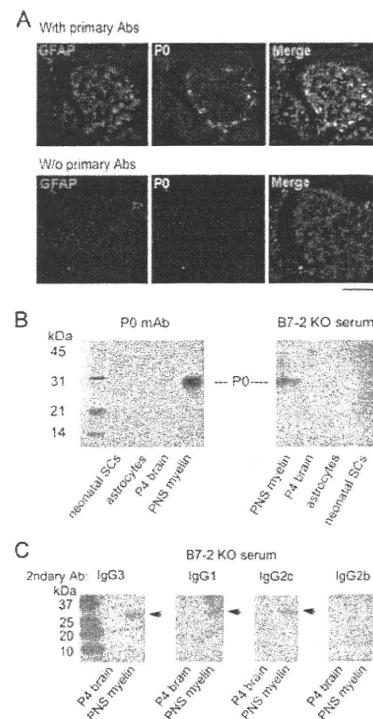 A
With primary Abs
GFAP P0 Merge
W/o primary Abs
GFAP P0 Merge
B
kDa P0 mAb B7-2 KO serum
45
31 --- P0 ---
21
14
neonatal SCs astrocytes P4 brain PNS myelin PNS myelin P4 brain astrocytes neonatal SCs
C
B7-2 KO serum
2ndary Ab: IgG3 IgG1 IgG2c IgG2b
kDa
37
25
20
10
P4 brain PNS myelin P4 brain PNS myelin P4 brain PNS myelin P4 brain PNS myelin